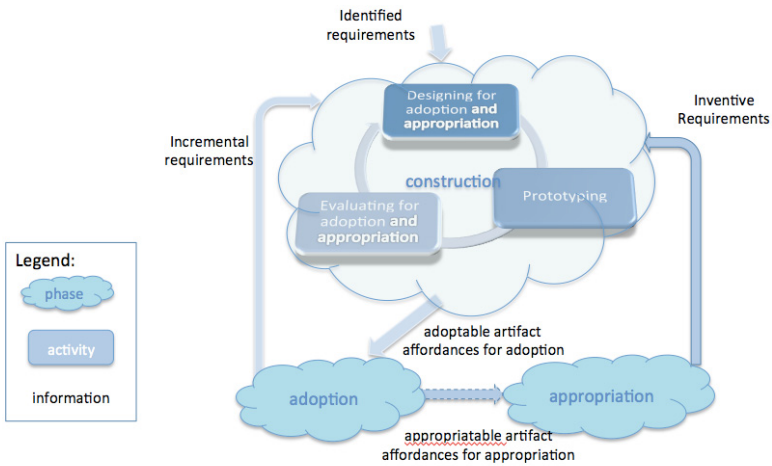 Identified
requirements
Designing for
adoption and
appropriation
Inventive
Requirements
Incremental
requirements
construction
Prototyping
Evaluating for
adoption and
appropriation
Legend:
phase
activity
information
adoptable artifact
affordances for adoption
adoption
appropriation
appropriatable artifact
affordances for appropriation